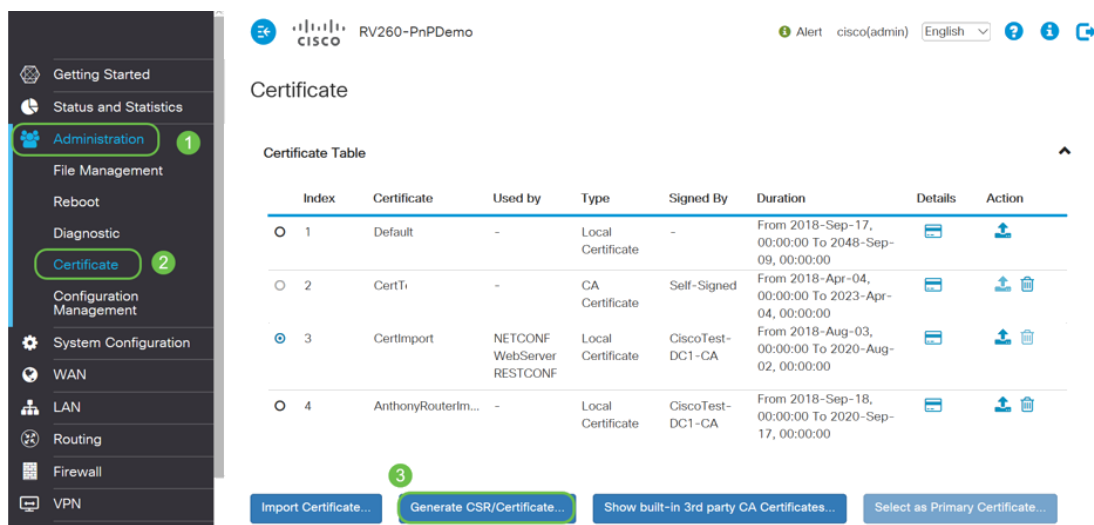 CISCO
RV260-PnPDemo
Alert
cisco(admin)
English
?
i
Getting Started
Status and Statistics
Administration
1
File Management
Reboot
Diagnostic
Certificate
2
Configuration
Management
System Configuration
WAN
LAN
Routing
Firewall
VPN
Certificate
Certificate Table
Index Certificate Used by Type Signed By Duration Details Action
1 Default - Local - From 2018-Sep-17,
Certificate 00:00:00 To 2048-Sep-
09, 00:00:00
2 - CA Self-Signed From 2018-Apr-04,
Certificate 00:00:00 To 2023-Apr-
04, 00:00:00
3 CertImport NETCONF Local CiscoTest- From 2018-Aug-03,
WebServer Certificate DC1-CA 00:00:00 To 2020-Aug-
RESTCONF 02, 00:00:00
4 AnthonyRouterIm... - Local CiscoTest- From 2018-Sep-18,
Certificate DC1-CA 00:00:00 To 2020-Sep-
17, 00:00:00
3
Import Certificate...
Generate CSR/Certificate...
Show built-in 3rd party CA Certificates...
Select as Primary Certificate...